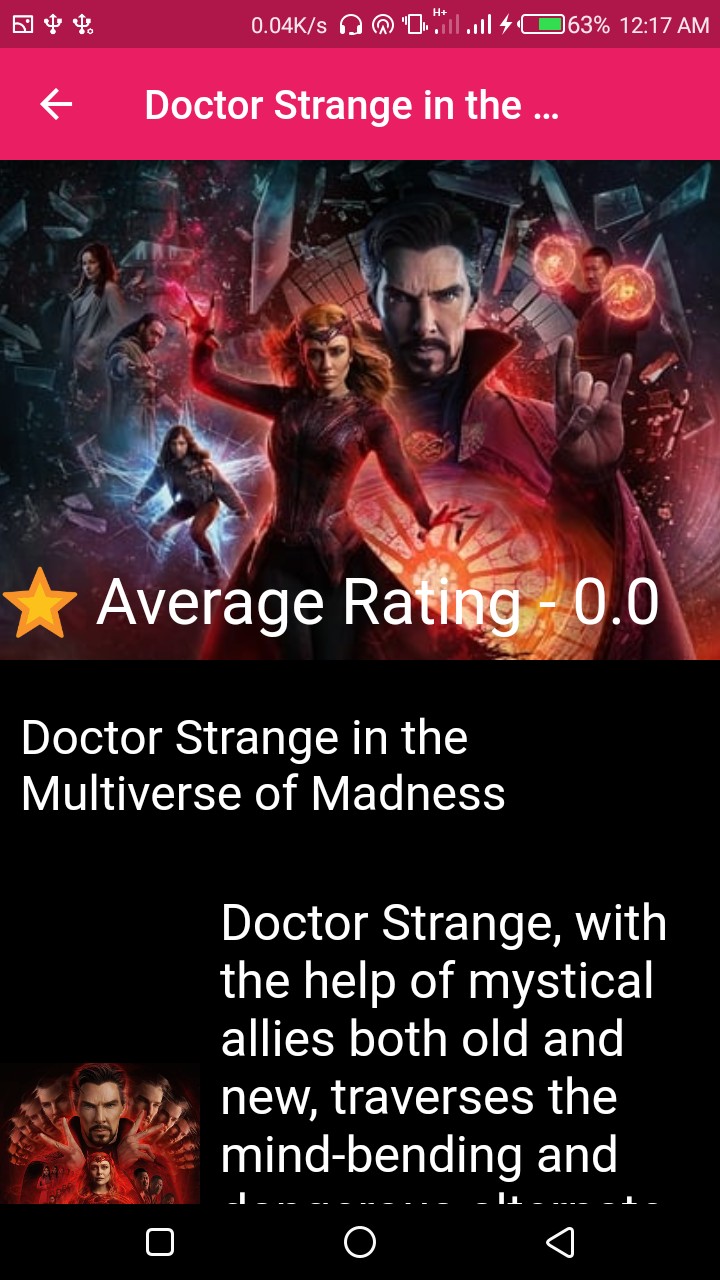 0.04K/s H+ 63% 12:17 AM
Doctor Strange in the ...
Average Rating - 0.0
Doctor Strange in the
Multiverse of Madness
Doctor Strange, with
the help of mystical
allies both old and
new, traverses the
mind-bending and
dangerous alternate